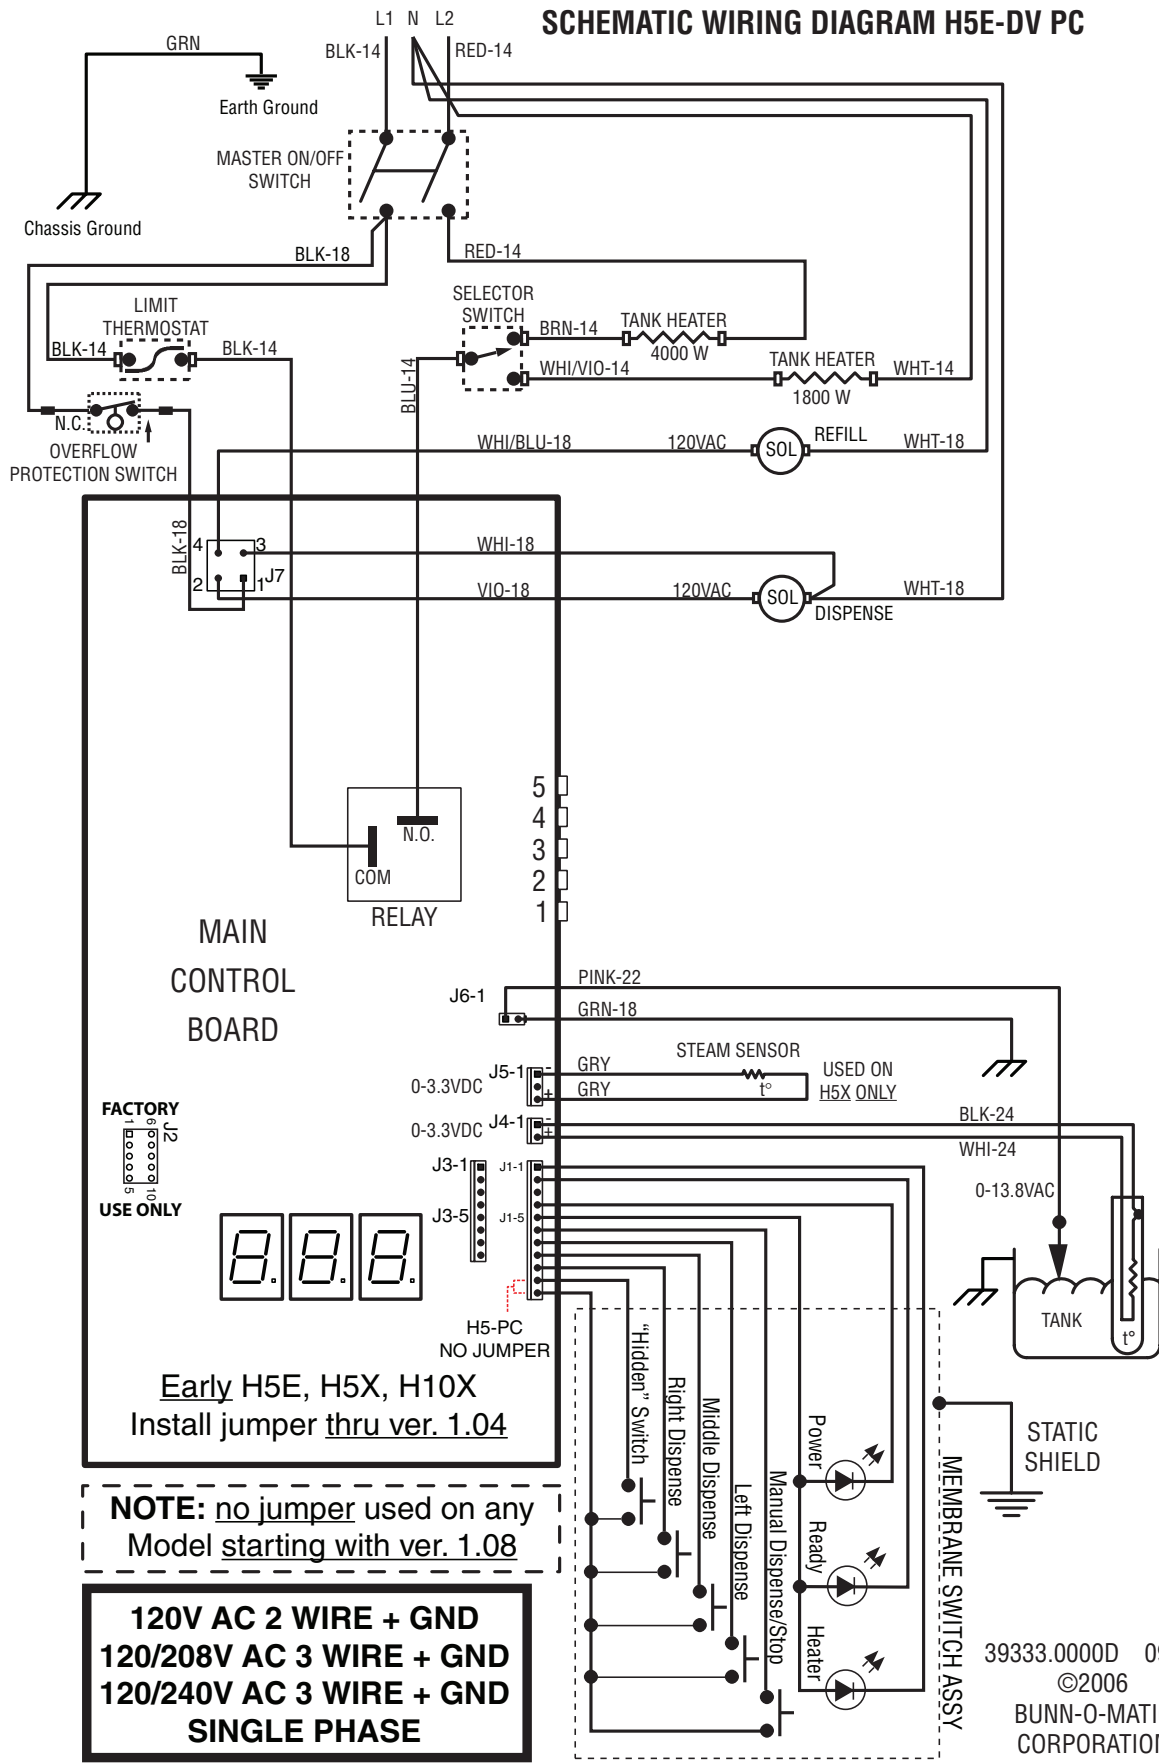 SCHEMATIC WIRING DIAGRAM H5E-DV PC
L1 N L2
BLK-14
RED-14
GRN
Earth Ground
Chassis Ground
MASTER ON/OFF
SWITCH
BLK-18
RED-14
LIMIT
THERMOSTAT
BLK-14
BLK-14
SELECTOR
SWITCH
BRN-14
TANK HEATER
4000 W
WHI/VIO-14
TANK HEATER
1800 W
WHT-14
BLU-14
N.C.
OVERFLOW
PROTECTION SWITCH
WHI/BLU-18
120VAC
SOL
REFILL
WHT-18
BLK-18
4
3
2
1
J7
WHI-18
VIO-18
120VAC
SOL
WHT-18
DISPENSE
5
4
3
2
1
N.O.
COM
RELAY
MAIN
CONTROL
BOARD
J6-1
PINK-22
GRN-18
J5-1
0-3.3VDC
-
+
GRY
GRY
STEAM SENSOR
t°
USED ON
H5X ONLY
J4-1
0-3.3VDC
-
+
BLK-24
WHI-24
0-13.8VAC
FACTORY
1
6
J2
5
10
USE ONLY
J3-1
J1-1
J3-5
J1-5
8.8.8.
TANK
t°
H5-PC
NO JUMPER
Early H5E, H5X, H10X
Install jumper thru ver. 1.04
"Hidden" Switch
Right Dispense
Middle Dispense
Left Dispense
Manual Dispense/Stop
Power
Ready
Heater
MEMBRANE SWITCH ASSY
STATIC
SHIELD
NOTE: no jumper used on any
Model starting with ver. 1.08
120V AC 2 WIRE + GND
120/208V AC 3 WIRE + GND
120/240V AC 3 WIRE + GND
SINGLE PHASE
39333.0000D
©2006
BUNN-O-MATI
CORPORATION